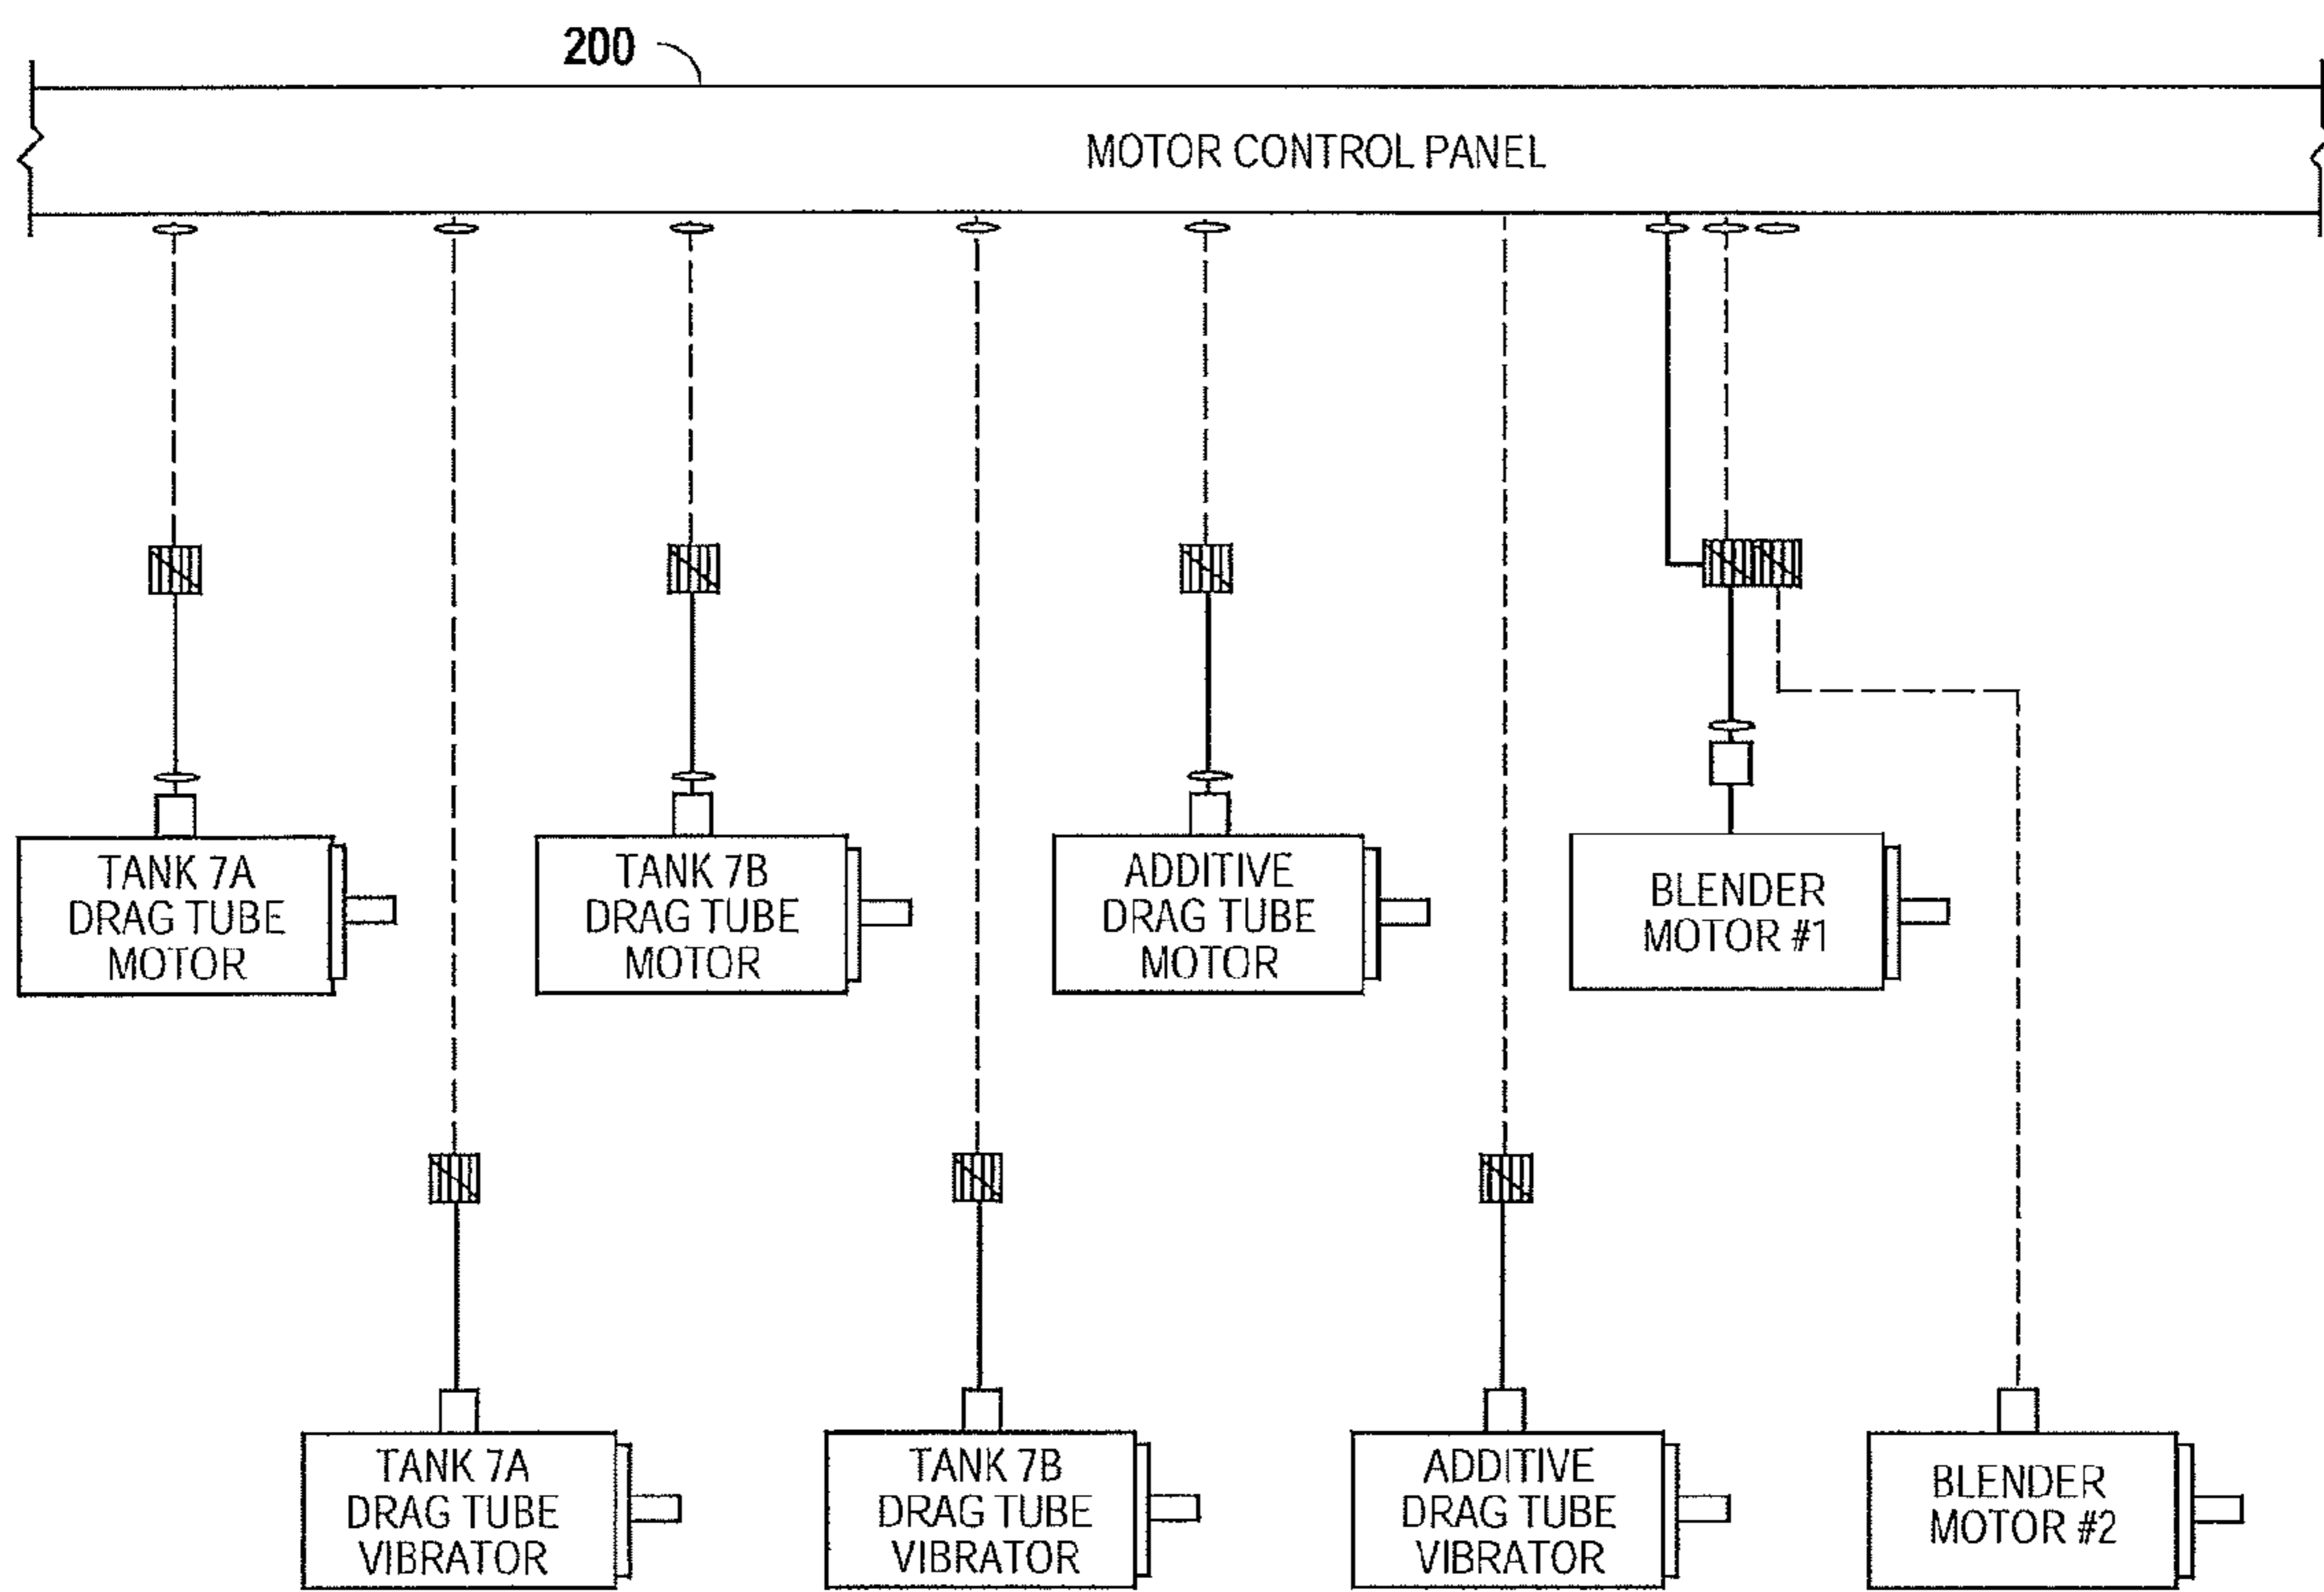 200
MOTOR CONTROL PANEL
TANK 7A
DRAG TUBE
MOTOR
TANK 7B
DRAG TUBE
MOTOR
ADDITIVE
DRAG TUBE
MOTOR
BLENDER
MOTOR #1
TANK 7A
DRAG TUBE
VIBRATOR
TANK 7B
DRAG TUBE
VIBRATOR
ADDITIVE
DRAG TUBE
VIBRATOR
BLENDER
MOTOR #2